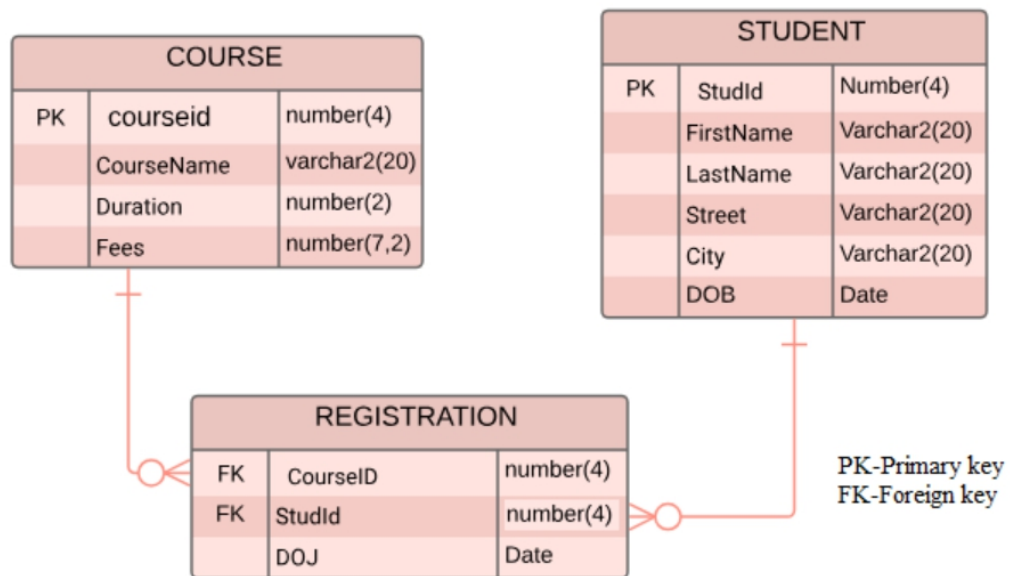 COURSE
PK courseid number(4)
CourseName varchar2(20)
Duration number(2)
Fees number(7,2)
STUDENT
PK StudId Number(4)
FirstName Varchar2(20)
LastName Varchar2(20)
Street Varchar2(20)
City Varchar2(20)
DOB Date
REGISTRATION
FK CourseID number(4)
FK StudId number(4)
DOJ Date
PK-Primary key
FK-Foreign key